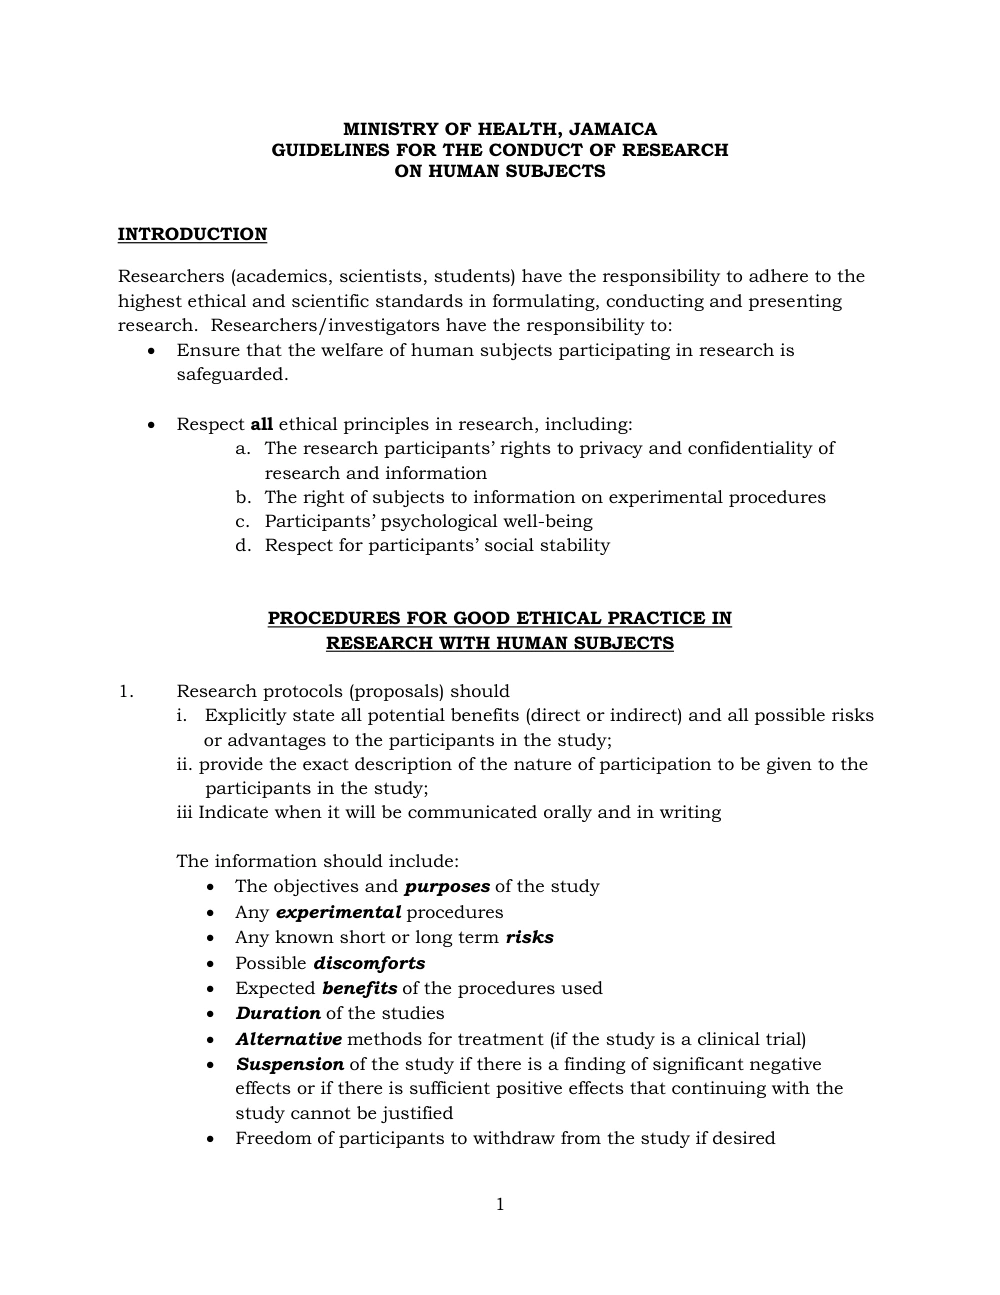 MINISTRY OF HEALTH, JAMAICA
GUIDELINES FOR THE CONDUCT OF RESEARCH
ON HUMAN SUBJECTS
INTRODUCTION
Researchers (academics, scientists, students) have the responsibility to adhere to the
highest ethical and scientific standards in formulating, conducting and presenting
research.  Researchers/investigators have the responsibility to:
• Ensure that the welfare of human subjects participating in research is
safeguarded.
• Respect all ethical principles in research, including:
a. The research participants’ rights to privacy and confidentiality of
research and information
b. The right of subjects to information on experimental procedures
c. Participants’ psychological well-being
d. Respect for participants’ social stability
PROCEDURES FOR GOOD ETHICAL PRACTICE IN
RESEARCH WITH HUMAN SUBJECTS
1. Research protocols (proposals) should
i. Explicitly state all potential benefits (direct or indirect) and all possible risks
or advantages to the participants in the study;
ii. provide the exact description of the nature of participation to be given to the
participants in the study;
iii Indicate when it will be communicated orally and in writing
The information should include:
• The objectives and purposes of the study
• Any experimental procedures
• Any known short or long term risks
• Possible discomforts
• Expected benefits of the procedures used
• Duration of the studies
• Alternative methods for treatment (if the study is a clinical trial)
• Suspension of the study if there is a finding of significant negative
effects or if there is sufficient positive effects that continuing with the
study cannot be justified
• Freedom of participants to withdraw from the study if desired
1